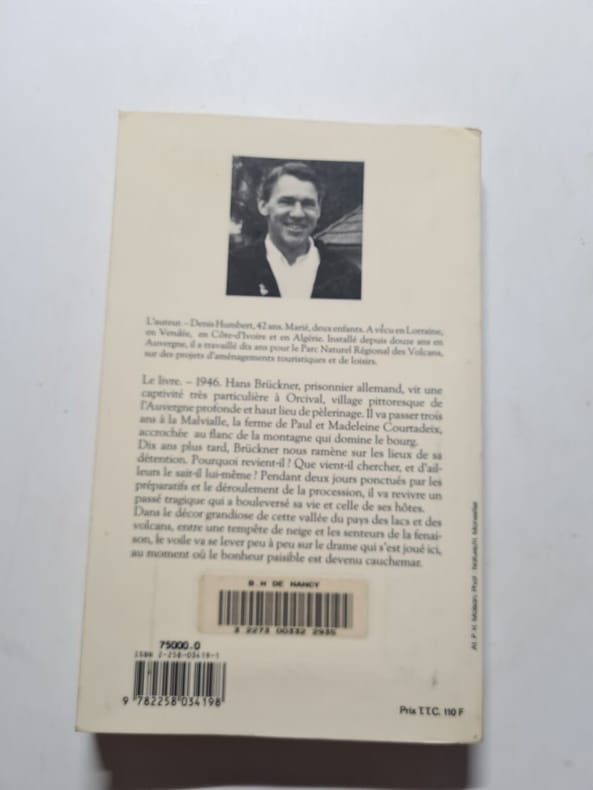 L'auteur. – Denis Humbert, 42 ans. Marié, deux enfants. A vécu en Lorraine,
en Vendée, en Côte-d'Ivoire et en Algérie. Installé depuis douze ans en
Auvergne, il a travaillé dix ans pour le Parc Naturel Régional des Volcans,
sur des projets d'aménagements touristiques et de loisirs.
Le livre. – 1946. Hans Brückner, prisonnier allemand, vit une
captivité très particulière à Orcival, village pittoresque de
l'Auvergne profonde et haut lieu de pèlerinage. Il va passer trois
ans à la Malvialle, la ferme de Paul et Madeleine Courtadeix,
accrochée au flanc de la montagne qui domine le bourg.
Dix ans plus tard, Brückner nous ramène sur les lieux de sa
détention. Pourquoi revient-il ? Que vient-il chercher, et d'ail-
leurs le sait-il lui-même ? Pendant deux jours ponctués par les
préparatifs et le déroulement de la procession, il va revivre un
passé tragique qui a bouleversé sa vie et celle de ses hôtes.
Dans le décor grandiose de cette vallée du pays des lacs et des
volcans, entre une tempête de neige et les senteurs de la fenai-
son, le voile va se lever peu à peu sur le drame qui s'est joué ici,
au moment où le bonheur paisible est devenu cauchemar.
B H DE NANCY
3 2273 00332 2935
75000.0
ISBN 2-258-03419-1
9 782258 034198
Prix T.T.C. 110 F